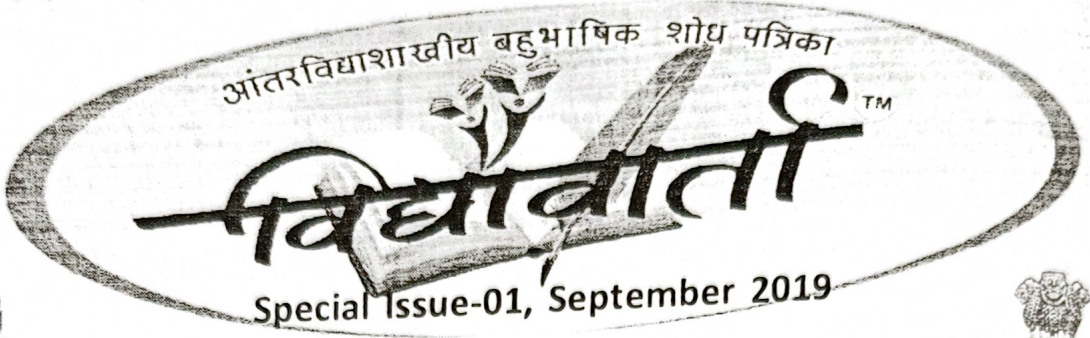 आंतरविद्याशाखीय बहुभाषिक शोध पत्रिका
विद्यावार्ता TM
Special Issue-01, September 2019